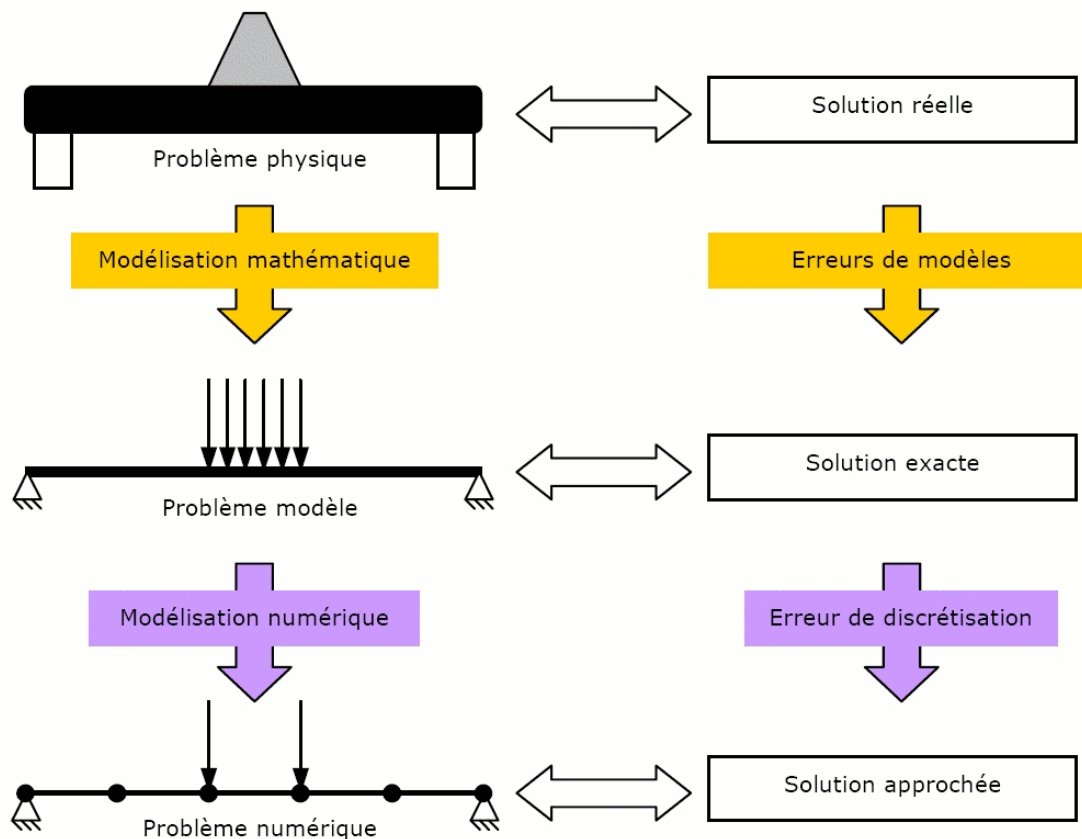 Solution réelle
Problème physique
Modélisation mathématique
Erreurs de modèles
Solution exacte
Problème modèle
Modélisation numérique
Erreur de discrétisation
Solution approchée
Problème numérique